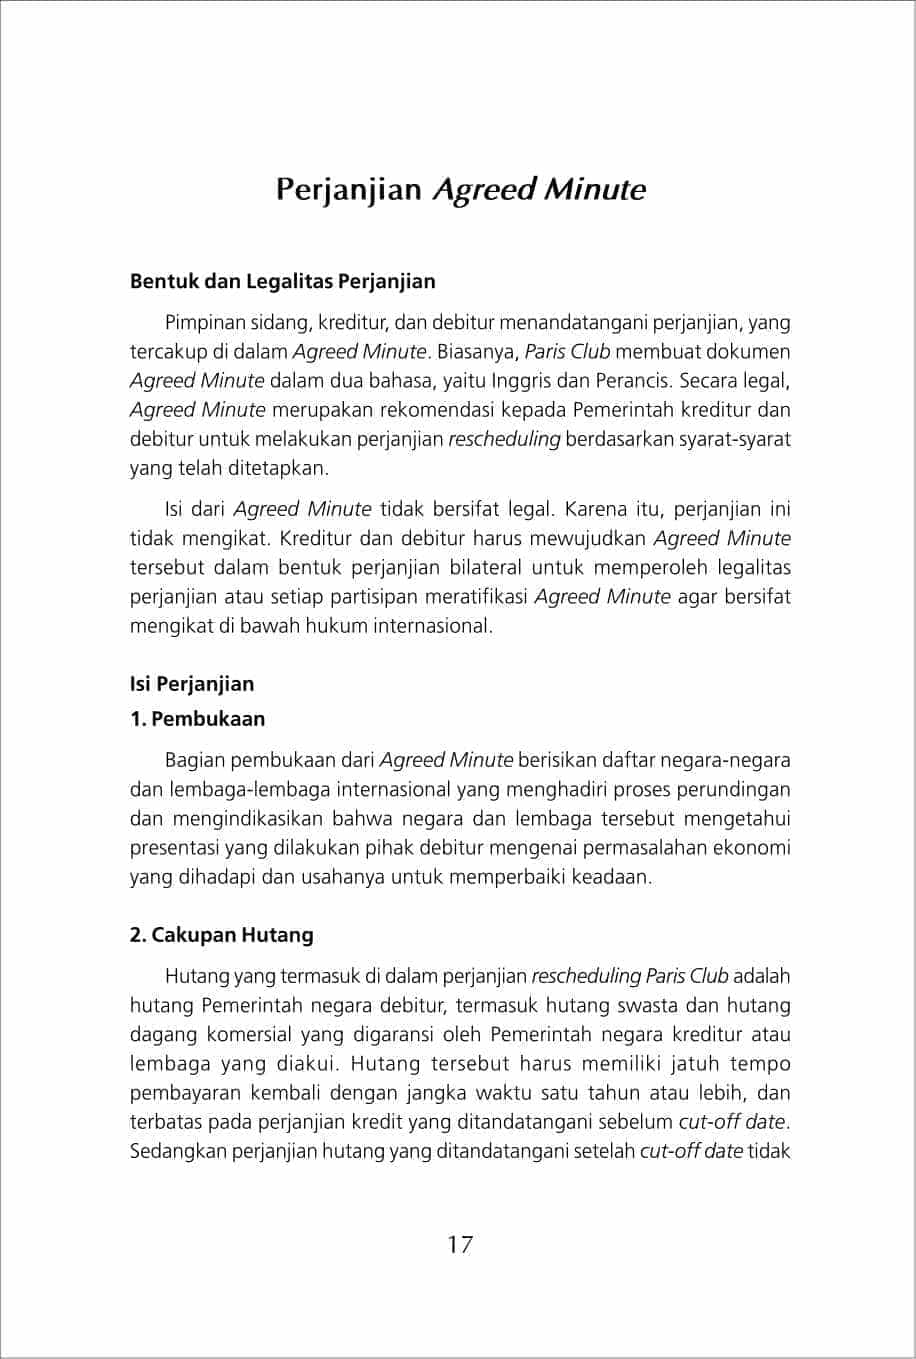 Perjanjian Agreed Minute
Bentuk dan Legalitas Perjanjian
Pimpinan sidang, kreditur, dan debitur menandatangani perjanjian, yang
tercakup di dalam Agreed Minute. Biasanya, Paris Club membuat dokumen
Agreed Minute dalam dua bahasa, yaitu Inggris dan Perancis. Secara legal,
Agreed Minute merupakan rekomendasi kepada Pemerintah kreditur dan
debitur untuk melakukan perjanjian rescheduling berdasarkan syarat-syarat
yang telah ditetapkan.
Isi dari Agreed Minute tidak bersifat legal. Karena itu, perjanjian ini
tidak mengikat. Kreditur dan debitur harus mewujudkan Agreed Minute
tersebut dalam bentuk perjanjian bilateral untuk memperoleh legalitas
perjanjian atau setiap partisipan meratifikasi Agreed Minute agar bersifat
mengikat di bawah hukum internasional.
Isi Perjanjian
1. Pembukaan
Bagian pembukaan dari Agreed Minute berisikan daftar negara-negara
dan lembaga-lembaga internasional yang menghadiri proses perundingan
dan mengindikasikan bahwa negara dan lembaga tersebut mengetahui
presentasi yang dilakukan pihak debitur mengenai permasalahan ekonomi
yang dihadapi dan usahanya untuk memperbaiki keadaan.
2. Cakupan Hutang
Hutang yang termasuk di dalam perjanjian rescheduling Paris Club adalah
hutang Pemerintah negara debitur, termasuk hutang swasta dan hutang
dagang komersial yang digaransi oleh Pemerintah negara kreditur atau
lembaga yang diakui. Hutang tersebut harus memiliki jatuh tempo
pembayaran kembali dengan jangka waktu satu tahun atau lebih, dan
terbatas pada perjanjian kredit yang ditandatangani sebelum cut-off date.
Sedangkan perjanjian hutang yang ditandatangani setelah cut-off date tidak
17